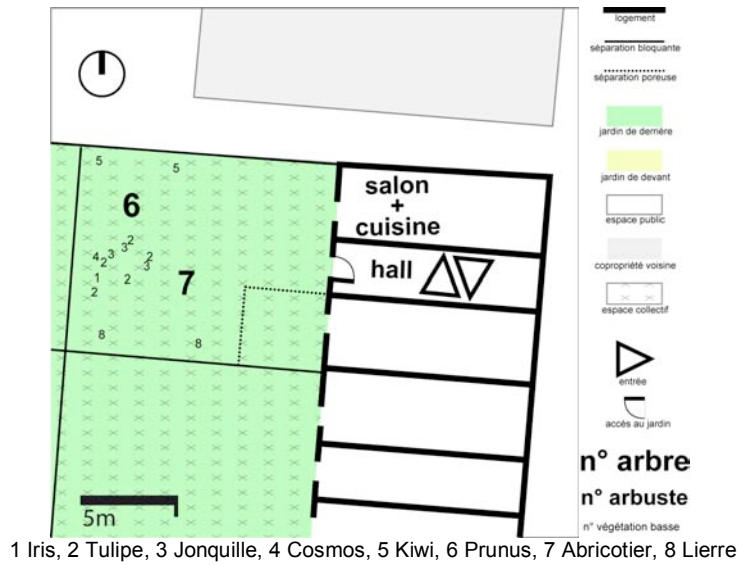 logement
séparation bloquante
séparation poreuse
jardin de derrière
jardin de devant
espace public
copropriété voisine
espace collectif
entrée
accès au jardin
n° arbre
n° arbuste
n° végétation basse
5
5
6
salon
+
cuisine
2
3
4
3
2
2
3
1
2
2
7
hall
8
8
5m
1 Iris, 2 Tulipe, 3 Jonquille, 4 Cosmos, 5 Kiwi, 6 Prunus, 7 Abricotier, 8 Lierre